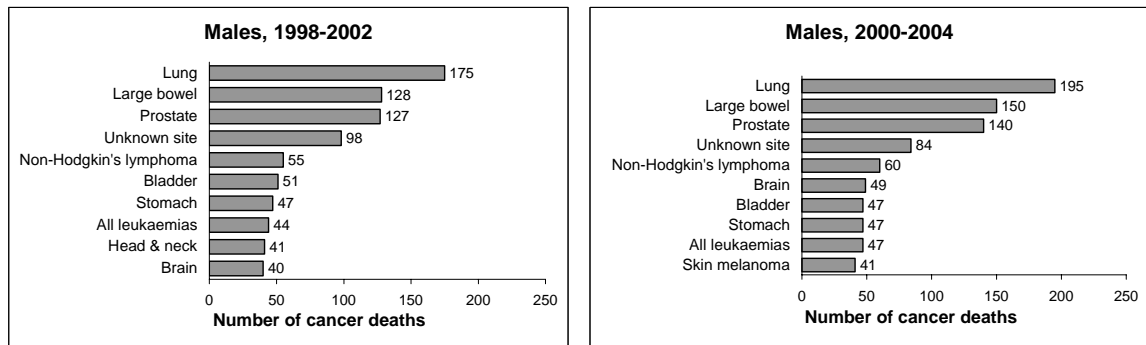 Males, 1998-2002
Lung 175
Large bowel 128
Prostate 127
Unknown site 98
Non-Hodgkin's lymphoma 55
Bladder 51
Stomach 47
All leukaemias 44
Head & neck 41
Brain 40
0 50 100 150 200 250
Number of cancer deaths
Males, 2000-2004
Lung 195
Large bowel 150
Prostate 140
Unknown site 84
Non-Hodgkin's lymphoma 60
Brain 49
Bladder 47
Stomach 47
All leukaemias 47
Skin melanoma 41
0 50 100 150 200 250
Number of cancer deaths